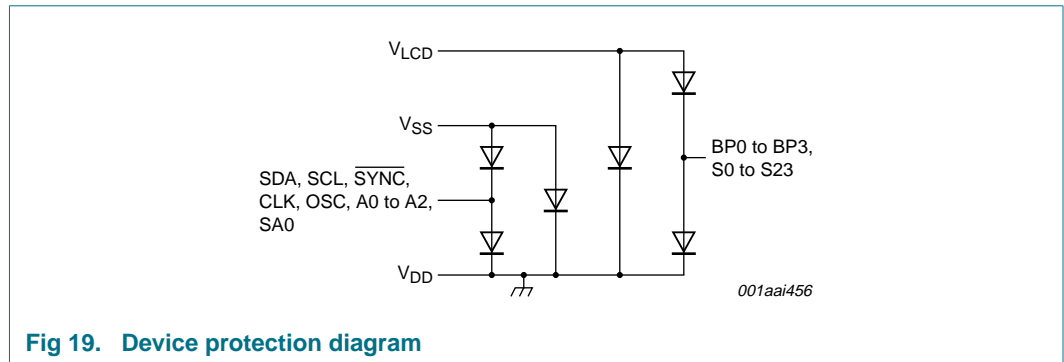 VLCD
VSS
BP0 to BP3,
S0 to S23
SDA, SCL, SYNC,
CLK, OSC, A0 to A2,
SA0
VDD
001aai456
Fig 19. Device protection diagram